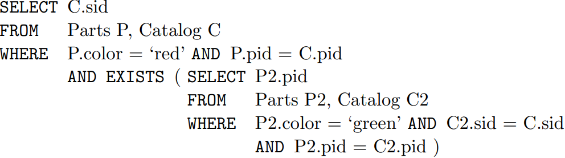 SELECT C.sid
FROM Parts P, Catalog C
WHERE P.color = ‘red’ AND P.pid = C.pid
AND EXISTS ( SELECT P2.pid
FROM Parts P2, Catalog C2
WHERE P2.color = ‘green’ AND C2.sid = C.sid
AND P2.pid = C2.pid )